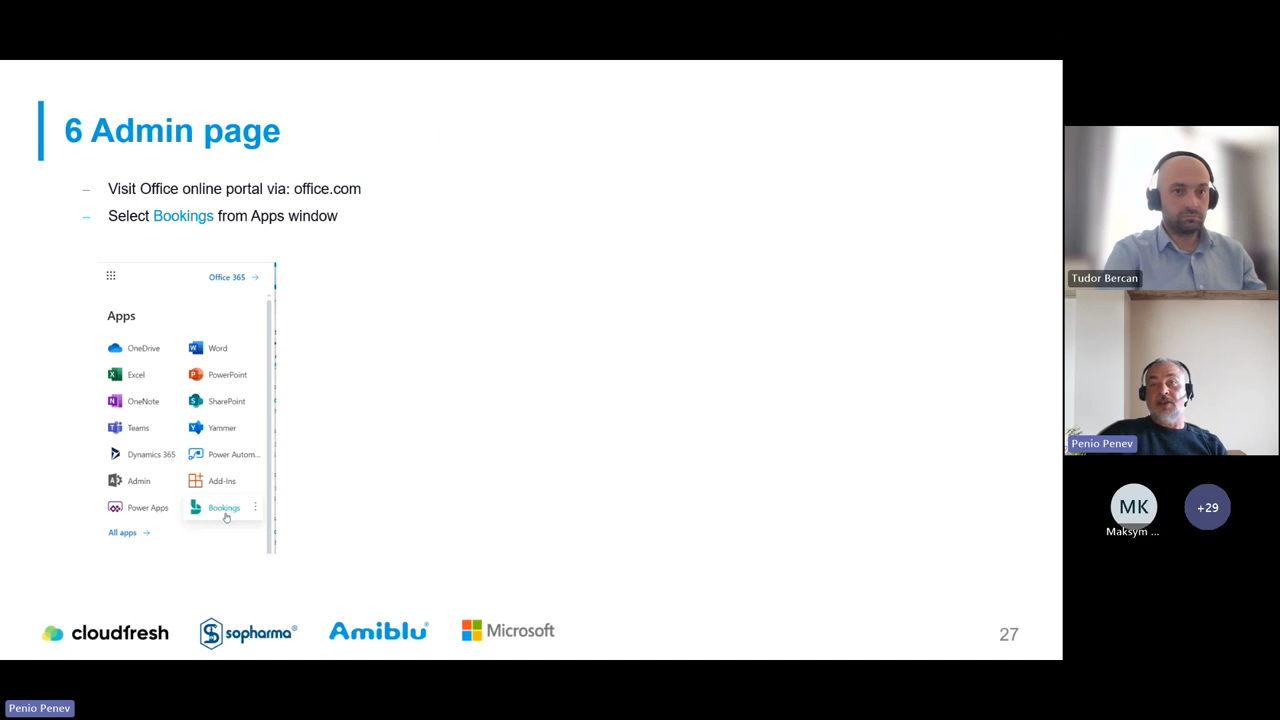 6 Admin page
– Visit Office online portal via: office.com
– Select Bookings from Apps window
Office 365 →
Apps
OneDrive Word
Excel PowerPoint
OneNote SharePoint
Teams Yammer
Dynamics 365 Power Autom...
Admin Add-Ins
Power Apps Bookings
All apps →
cloudfresh sopharma® Amiblu® Microsoft
27
Tudor Bercan
Penio Penev
MK +29
Maksym ...
Penio Penev